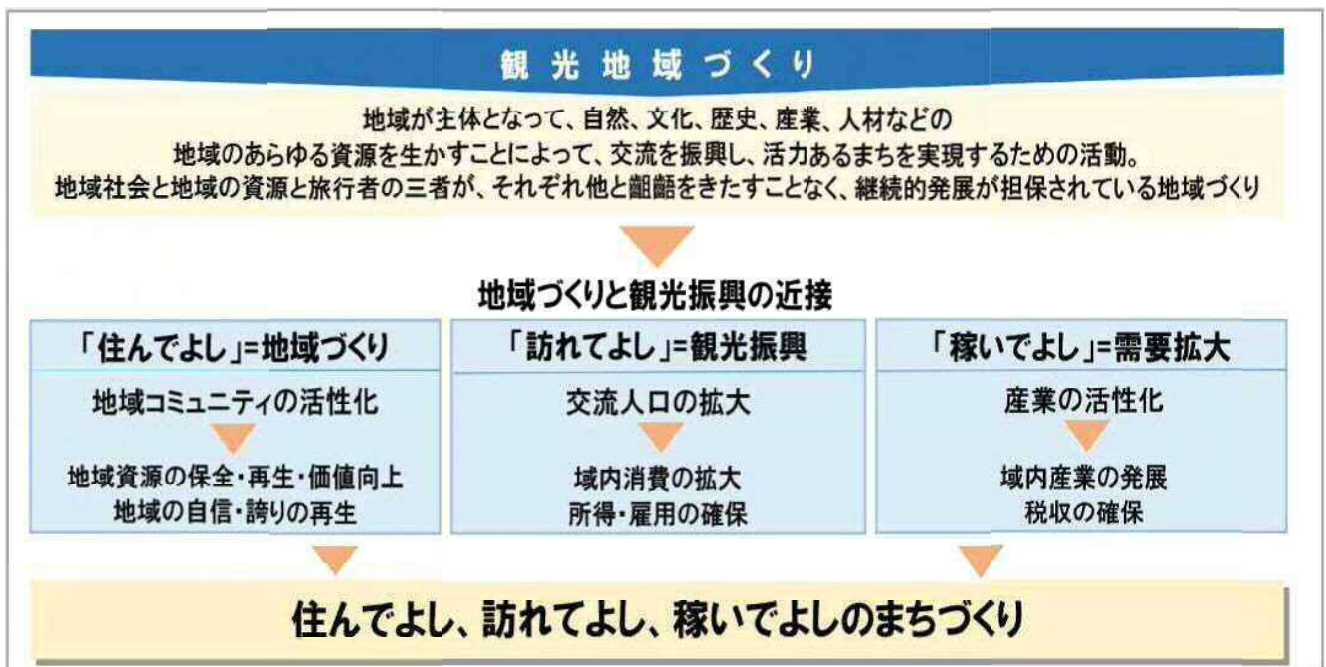 観光地域づくり
地域が主体となって、自然、文化、歴史、産業、人材などの
地域のあらゆる資源を生かすことによって、交流を振興し、活力あるまちを実現するための活動。
地域社会と地域の資源と旅行者の三者が、それぞれ他と齟齬をきたすことなく、継続的発展が担保されている地域づくり
地域づくりと観光振興の近接
「住んでよし」=地域づくり
地域コミュニティの活性化
地域資源の保全・再生・価値向上
地域の自信・誇りの再生
「訪れてよし」=観光振興
交流人口の拡大
域内消費の拡大
所得・雇用の確保
「稼いでよし」=需要拡大
産業の活性化
域内産業の発展
税収の確保
住んでよし、訪れてよし、稼いでよしのまちづくり